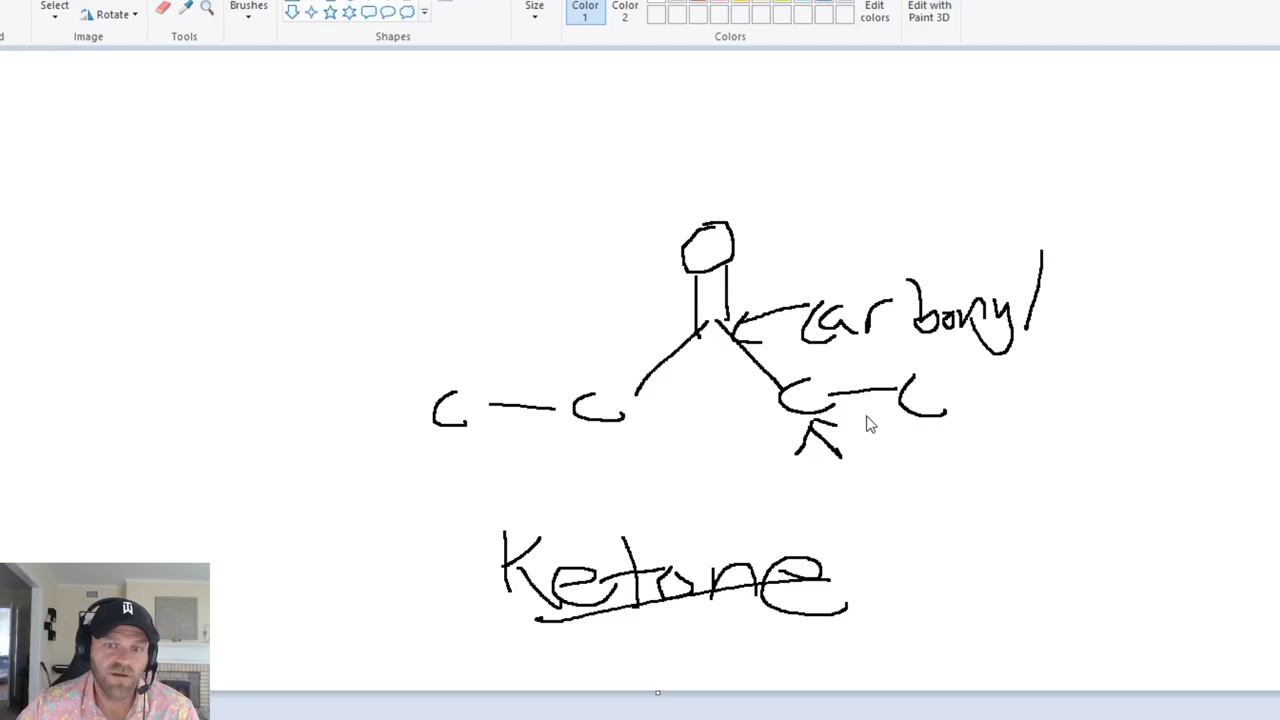 Select
Rotate
Image
Tools
Brushes
Shapes
Size
Color 1
Color 2
Colors
Edit colors
Edit with Paint 3D
O
carbonyl
C — C
C — C
Ketone
W